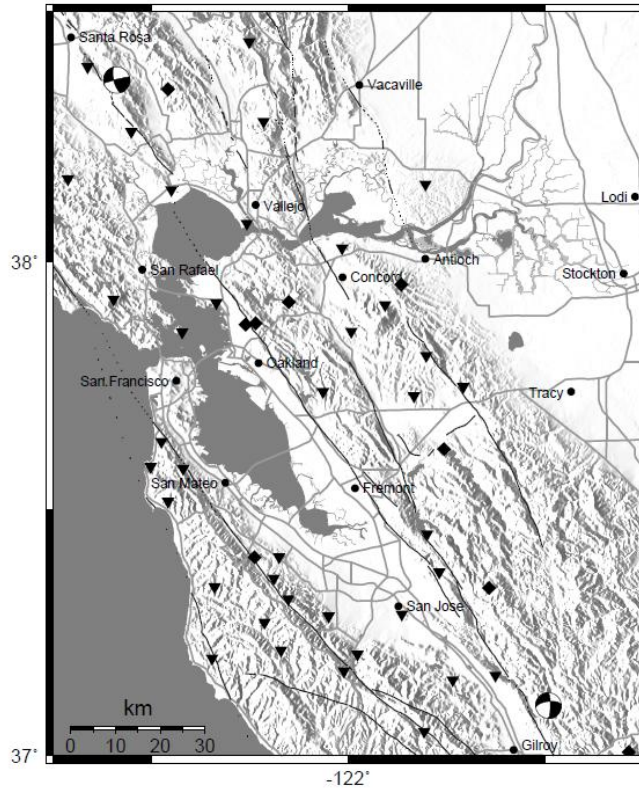 Santa Rosa
Vacaville
Lodi
Vallejo
38°
San Rafael
Concord
Antioch
Stockton
Oakland
San Francisco
Tracy
San Mateo
Fremont
San Jose
km
0 10 20 30
37°
Gilroy
-122°